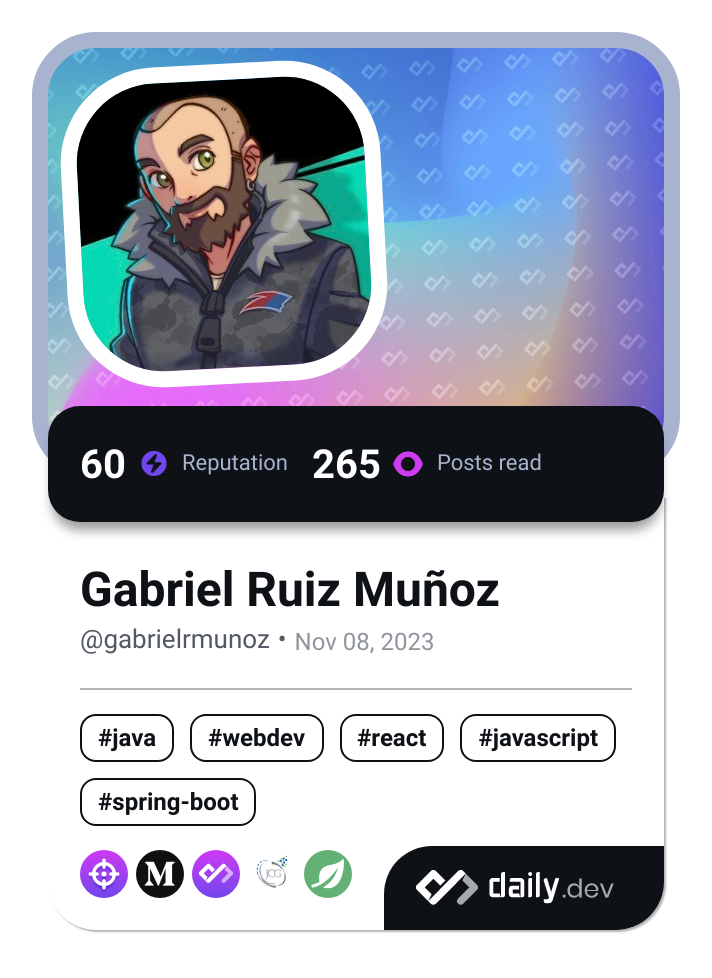 60 Reputation 265 Posts read
Gabriel Ruiz Muñoz
@gabrielrmunoz • Nov 08, 2023
#java #webdev #react #javascript
#spring-boot
M JCG daily.dev